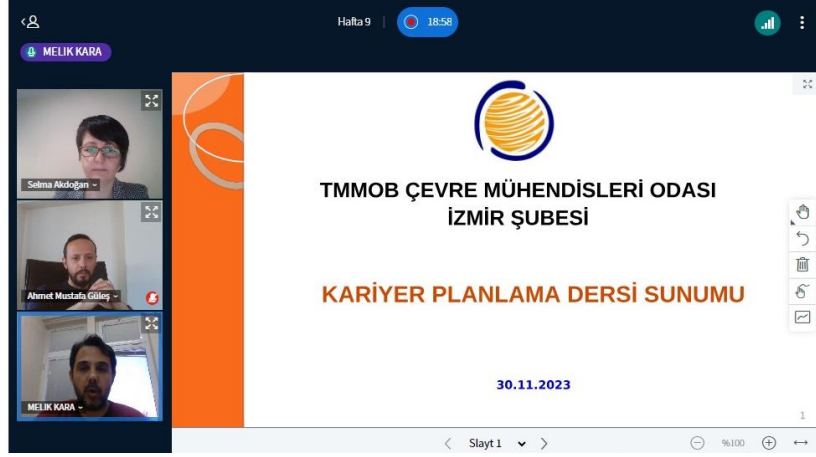 Hafta 9
18:58
MELIK KARA
Selma Akdoğan
Ahmet Mustafa Güleş
MELIK KARA
TMMOB ÇEVRE MÜHENDİSLERİ ODASI
İZMİR ŞUBESİ
KARİYER PLANLAMA DERSİ SUNUMU
30.11.2023
1
Slayt 1
%100